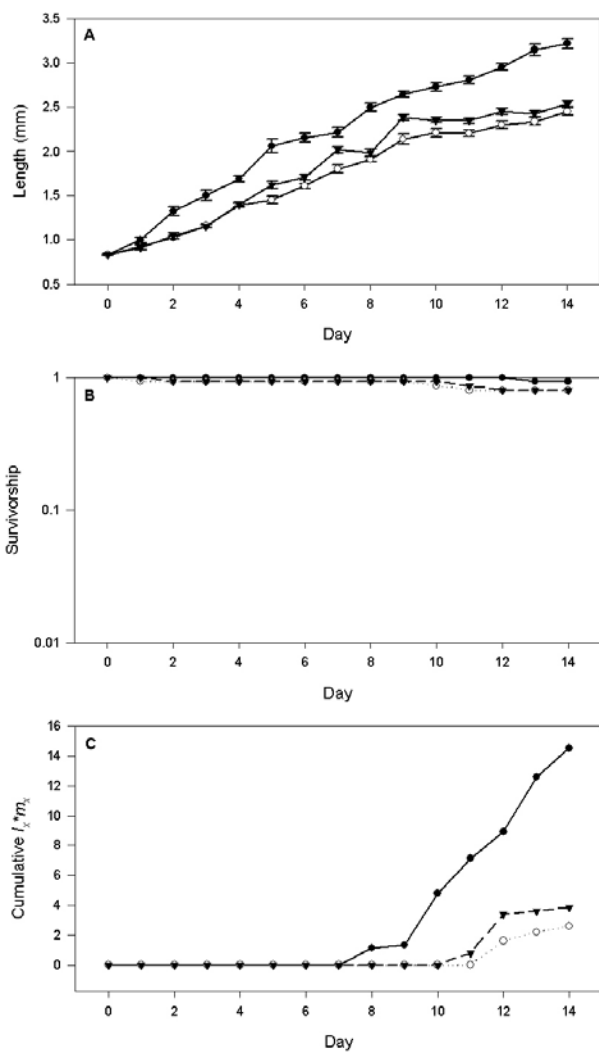 A
3.5
3.0
2.5
2.0
1.5
1.0
0.5
Length (mm)
0 2 4 6 8 10 12 14
Day
B
1
0.1
0.01
Survivorship
0 2 4 6 8 10 12 14
Day
C
16
14
12
10
8
6
4
2
0
Cumulative lₓ*mₓ
0 2 4 6 8 10 12 14
Day